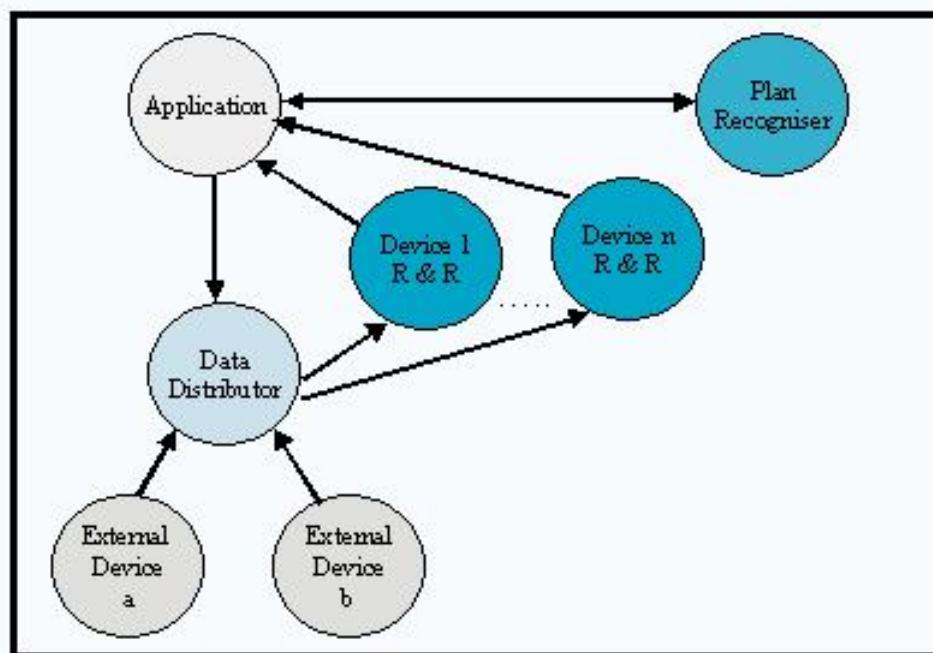 Application
Plan
Recogniser
Device 1
R & R
Device n
R & R
.....
Data
Distributor
External
Device
a
External
Device
b